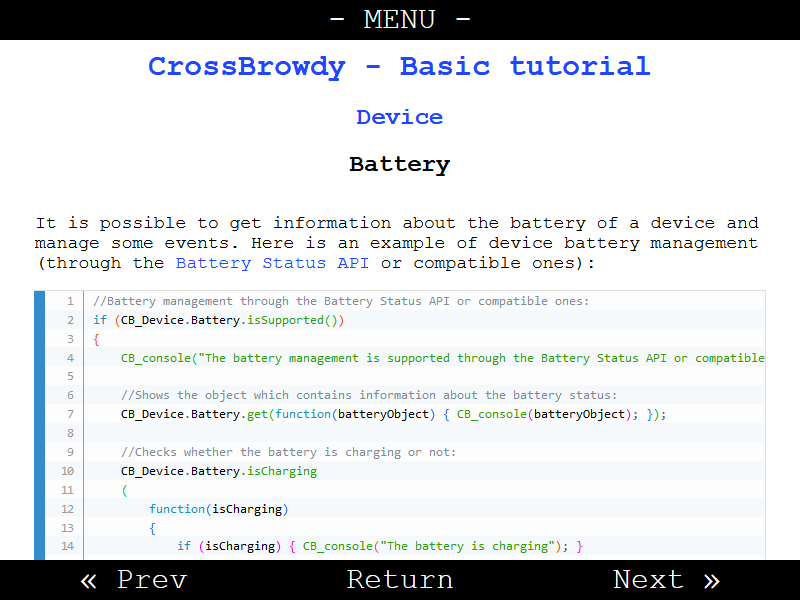 - MENU -
CrossBrowdy - Basic tutorial
Device
Battery
It is possible to get information about the battery of a device and
manage some events. Here is an example of device battery management
(through the Battery Status API or compatible ones):
1 //Battery management through the Battery Status API or compatible ones:
2 if (CB_Device.Battery.isSupported())
3 {
4 CB_console("The battery management is supported through the Battery Status API or compatible
5
6 //Shows the object which contains information about the battery status:
7 CB_Device.Battery.get(function(batteryObject) { CB_console(batteryObject); });
8
9 //Checks whether the battery is charging or not:
10 CB_Device.Battery.isCharging
11 (
12 function(isCharging)
13 {
14 if (isCharging) { CB_console("The battery is charging"); }
« Prev Return Next »